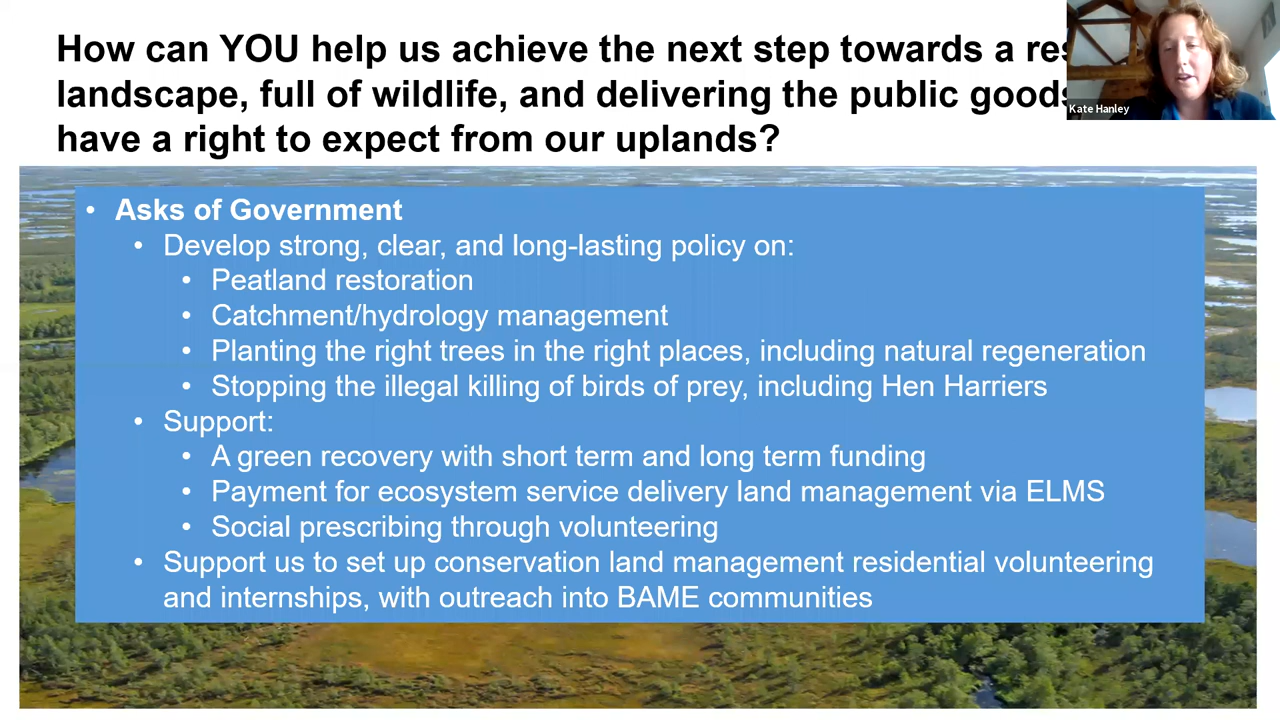 How can YOU help us achieve the next step towards a
landscape, full of wildlife, and delivering the public goods
have a right to expect from our uplands?
Kate Hanley
• Asks of Government
• Develop strong, clear, and long-lasting policy on:
• Peatland restoration
• Catchment/hydrology management
• Planting the right trees in the right places, including natural regeneration
• Stopping the illegal killing of birds of prey, including Hen Harriers
• Support:
• A green recovery with short term and long term funding
• Payment for ecosystem service delivery land management via ELMS
• Social prescribing through volunteering
• Support us to set up conservation land management residential volunteering
and internships, with outreach into BAME communities